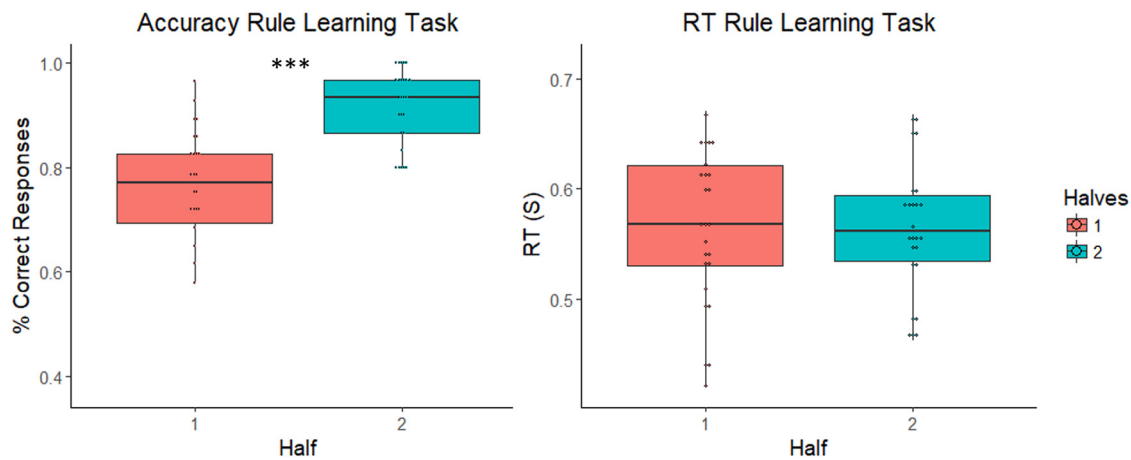 Accuracy Rule Learning Task
% Correct Responses
1.0
0.8
0.6
0.4
***
1
2
Half
RT Rule Learning Task
RT (S)
0.7
0.6
0.5
1
2
Half
Halves
1
2